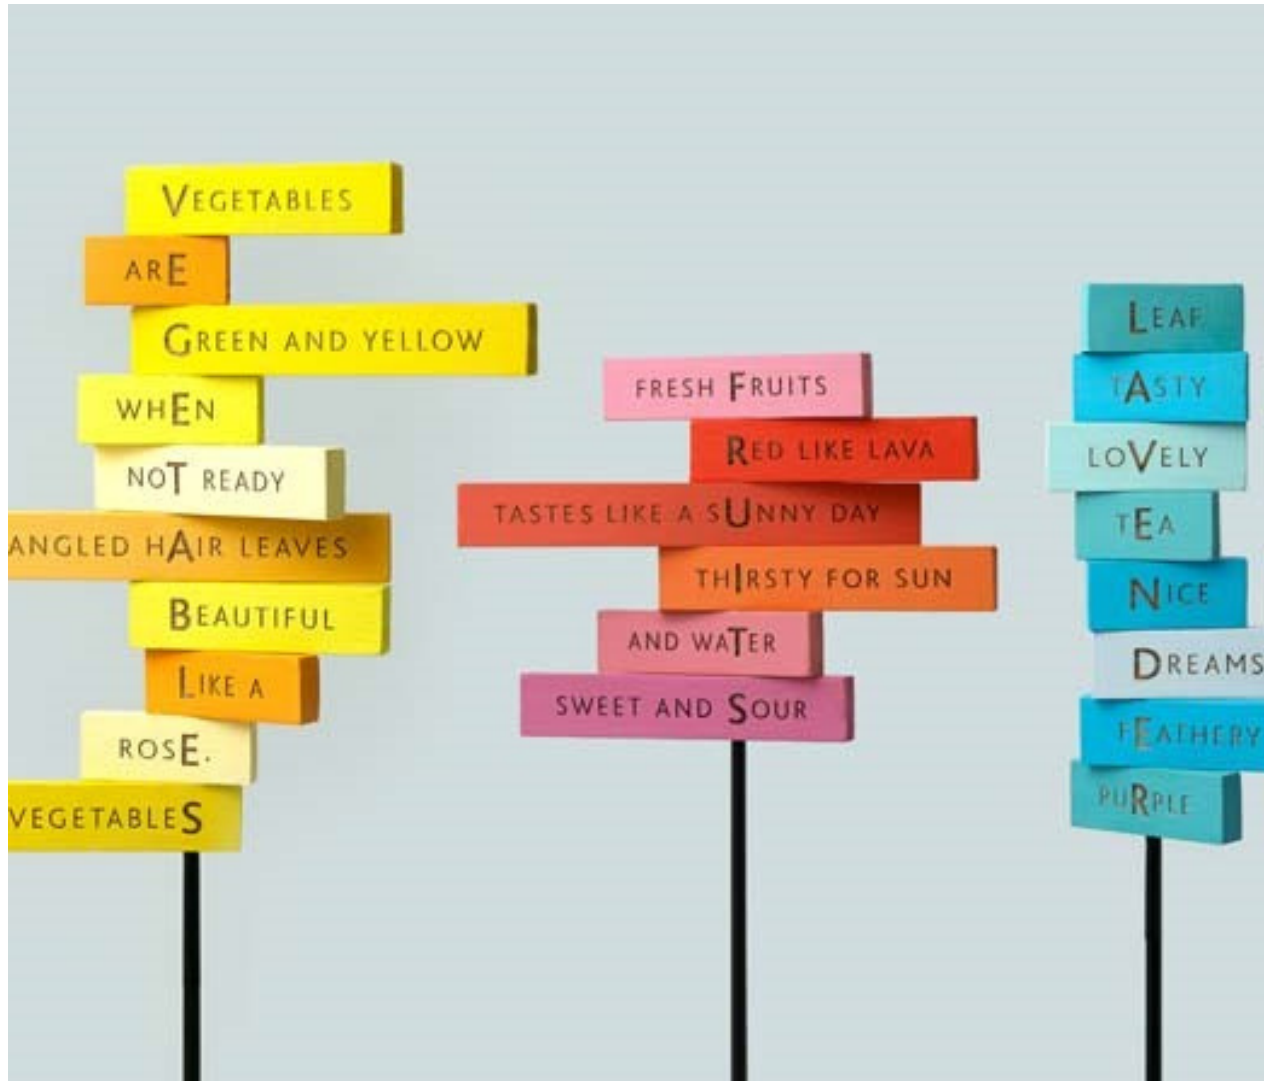 VEGETABLES
ARE
GREEN AND YELLOW
WHEN
NOT READY
ANGLED HAIR LEAVES
BEAUTIFUL
LIKE A
ROSE.
VEGETABLES
FRESH FRUITS
RED LIKE LAVA
TASTES LIKE A SUNNY DAY
THIRSTY FOR SUN
AND WATER
SWEET AND SOUR
LEAF
TASTY
LOVELY
TEA
NICE
DREAMS
FEATHERY
PURPLE